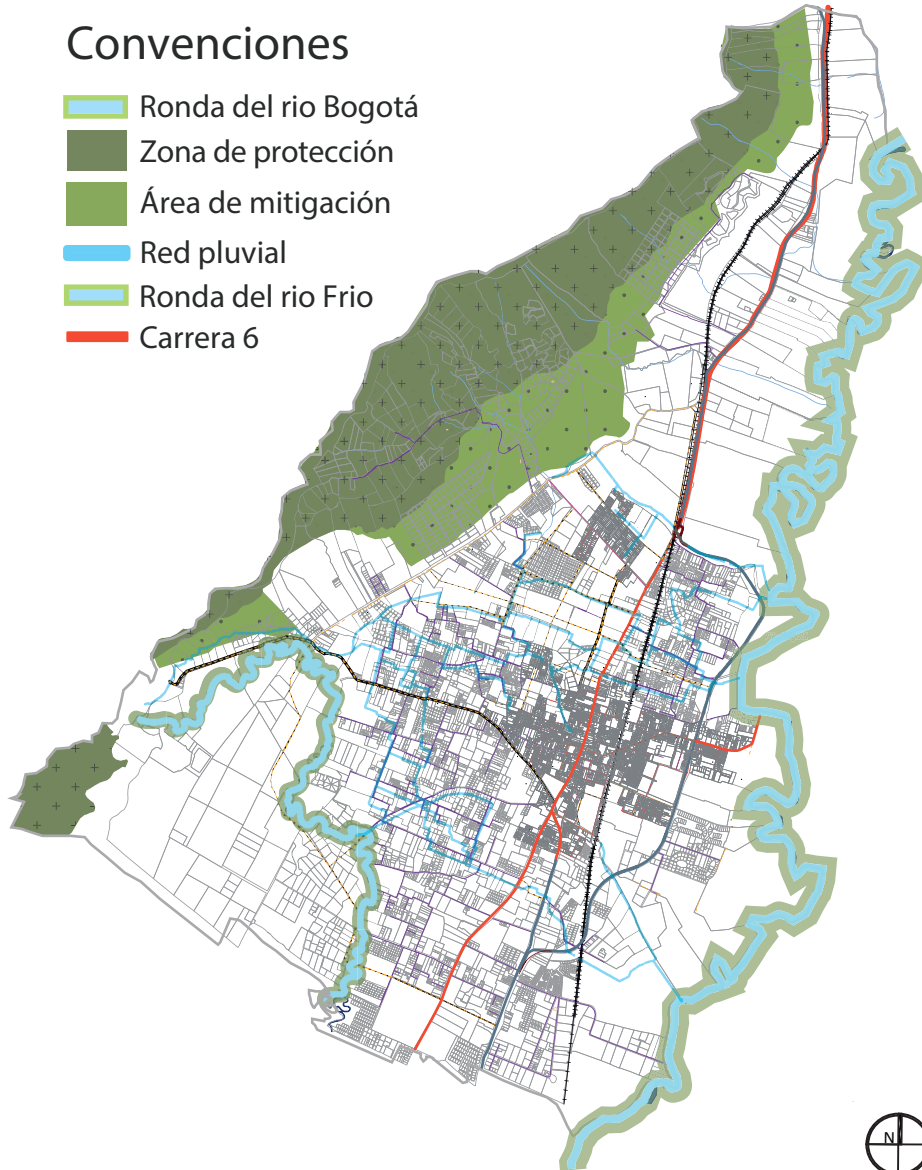 Convenciones
Ronda del rio Bogotá
Zona de protección
Área de mitigación
Red pluvial
Ronda del rio Frio
Carrera 6
N